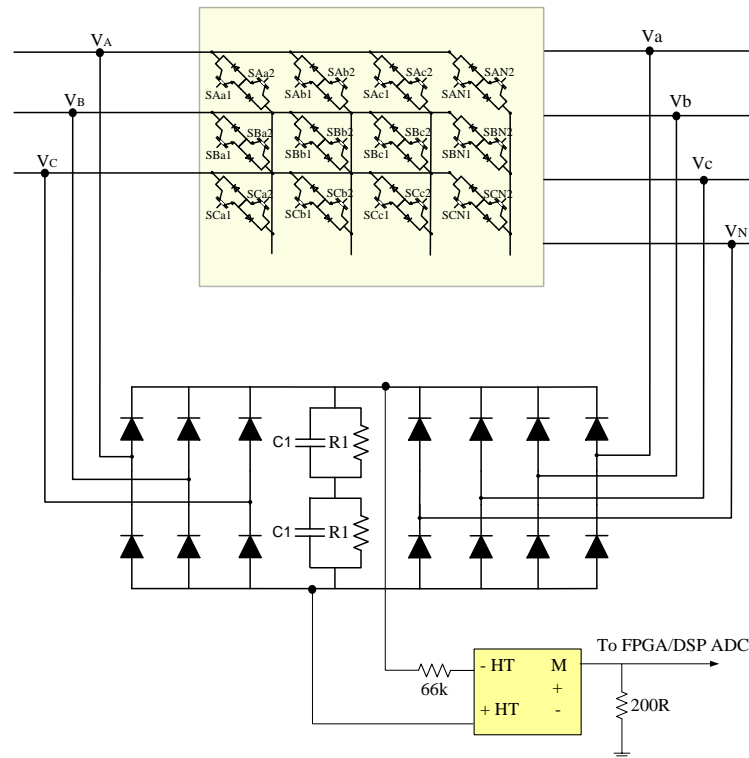 VA
Va
SAa2 SAb2 SAc2 SAN2
SAa1 SAb1 SAc1 SAN1
VB
Vb
SBa2 SBb2 SBc2 SBN2
SBa1 SBb1 SBc1 SBN1
VC
Vc
SCa2 SCb2 SCc2 SCN2
SCa1 SCb1 SCc1 SCN1
VN
C1 R1
C1 R1
To FPGA/DSP ADC
- HT M
66k
+
+ HT -
200R